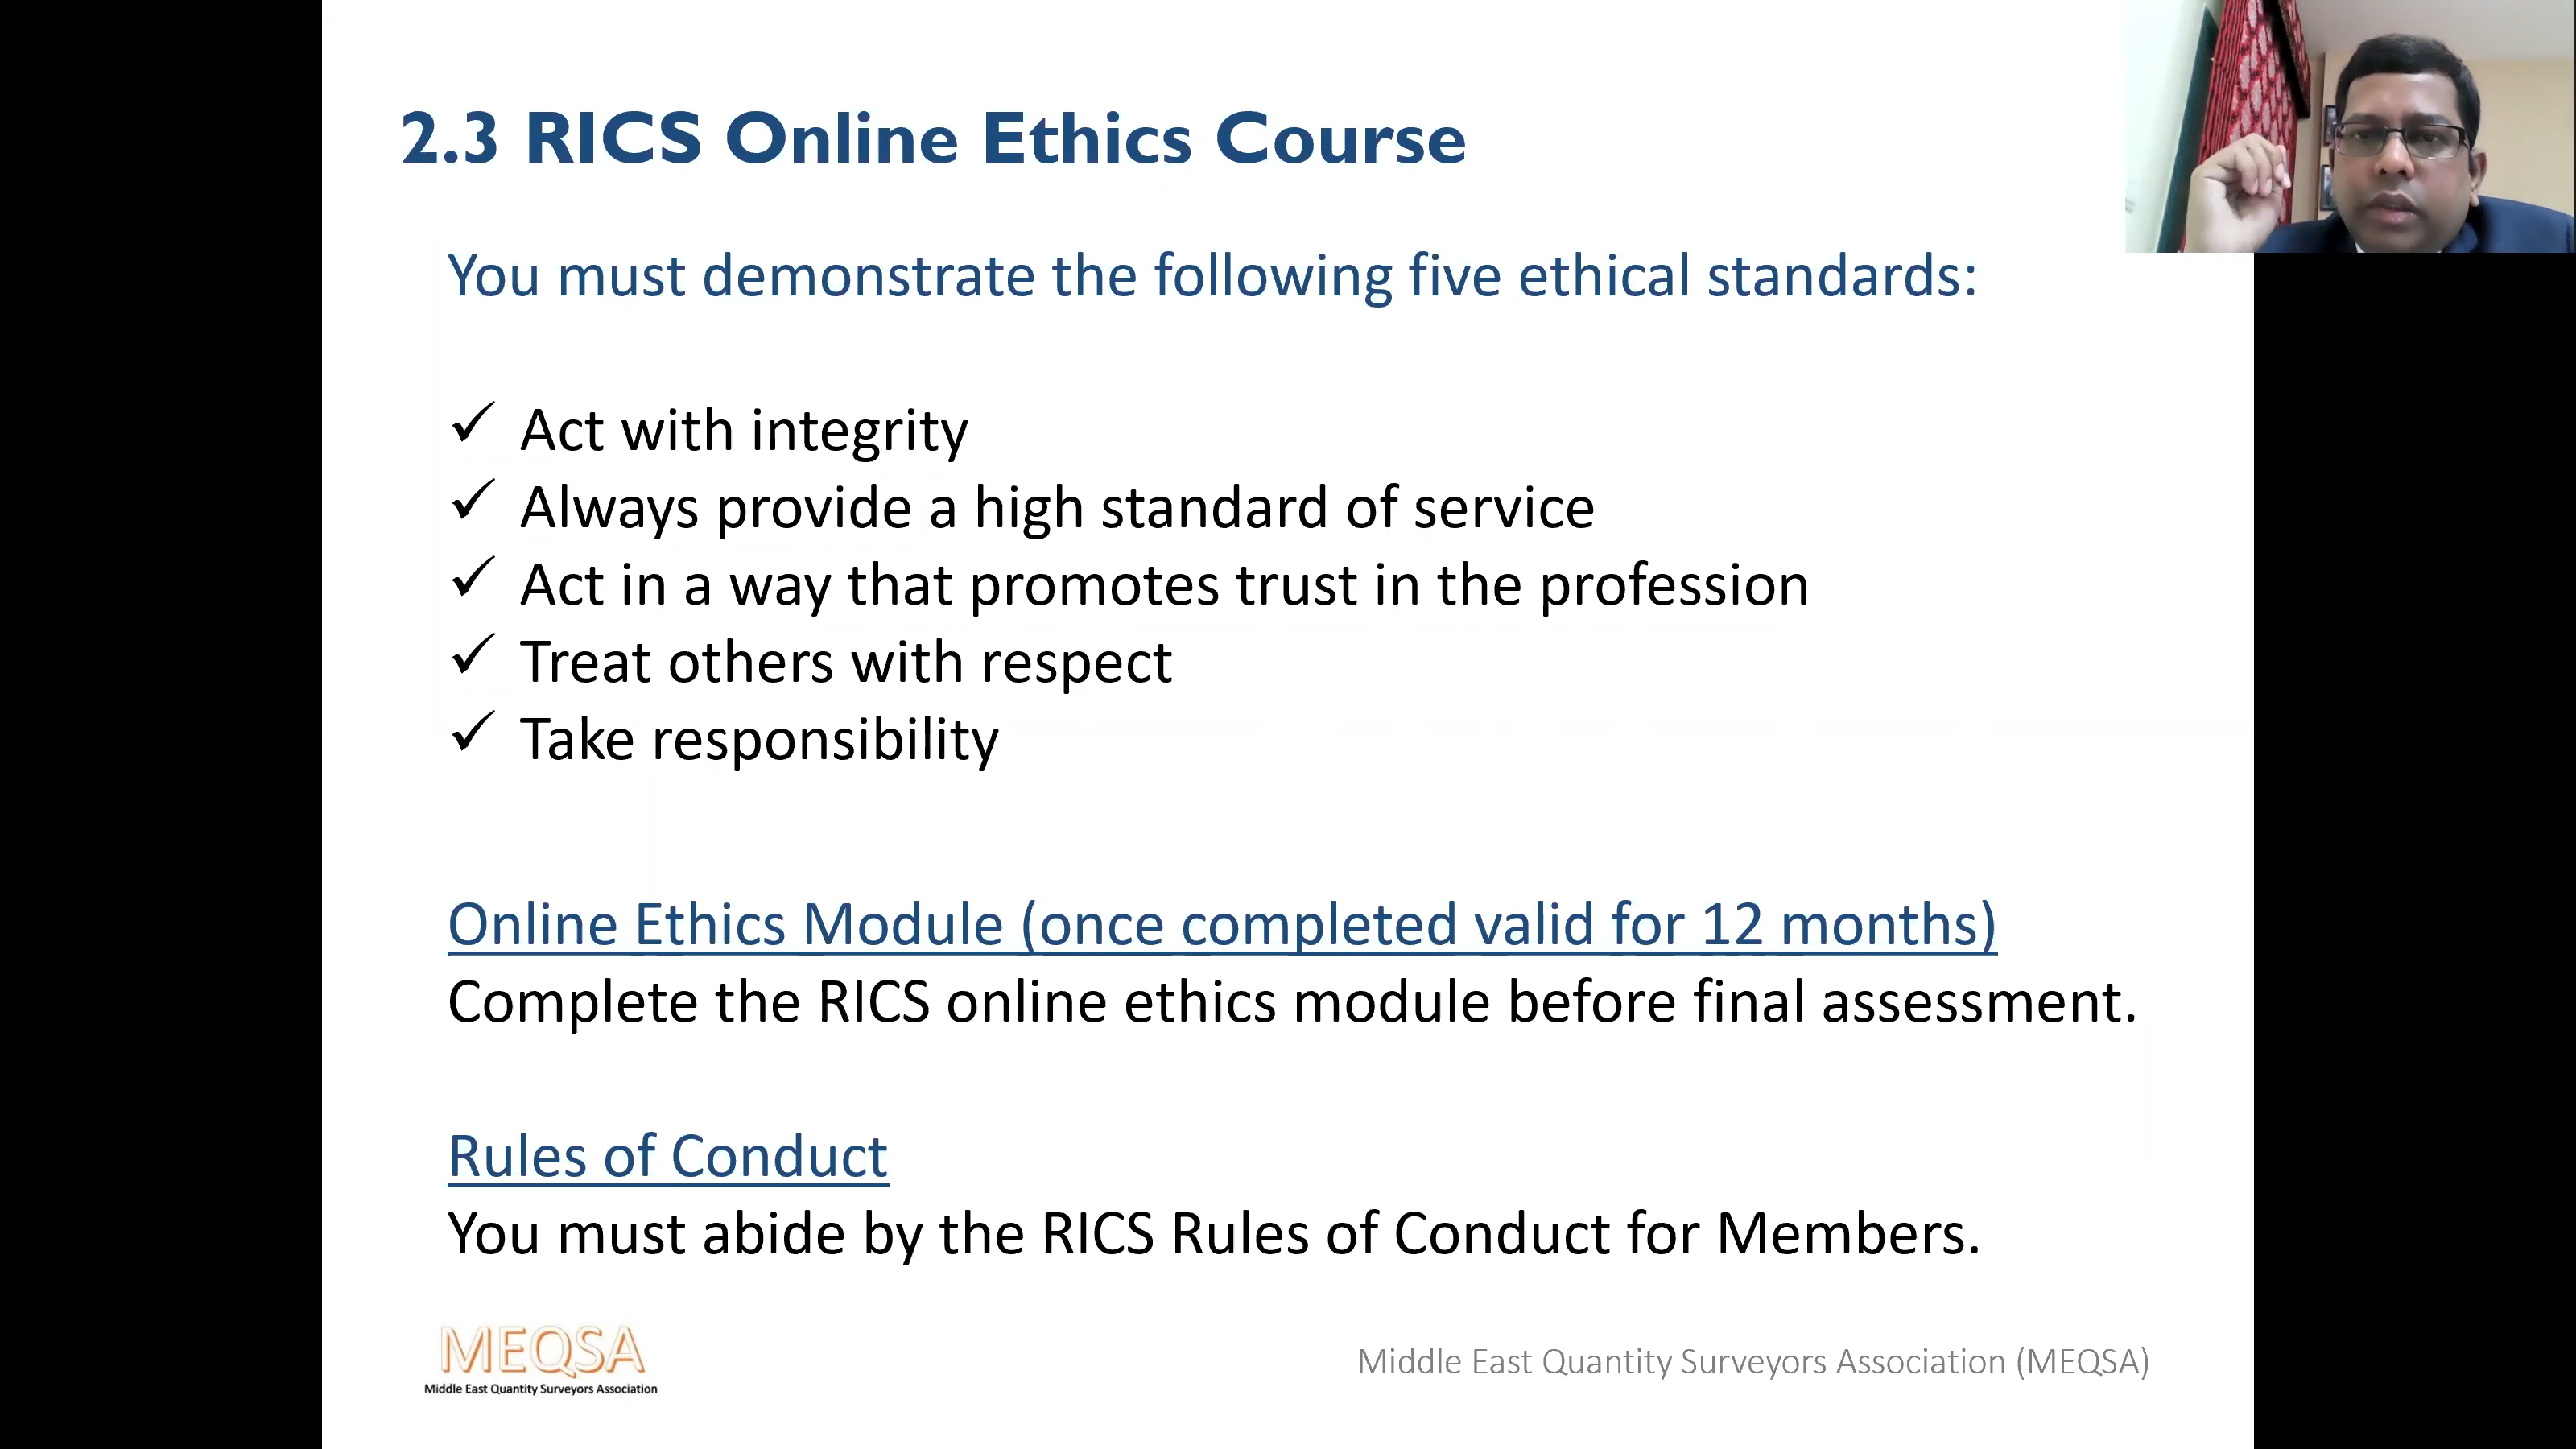 2.3 RICS Online Ethics Course
You must demonstrate the following five ethical standards:
✓ Act with integrity
✓ Always provide a high standard of service
✓ Act in a way that promotes trust in the profession
✓ Treat others with respect
✓ Take responsibility
Online Ethics Module (once completed valid for 12 months)
Complete the RICS online ethics module before final assessment.
Rules of Conduct
You must abide by the RICS Rules of Conduct for Members.
MEQSA
Middle East Quantity Surveyors Association
Middle East Quantity Surveyors Association (MEQSA)